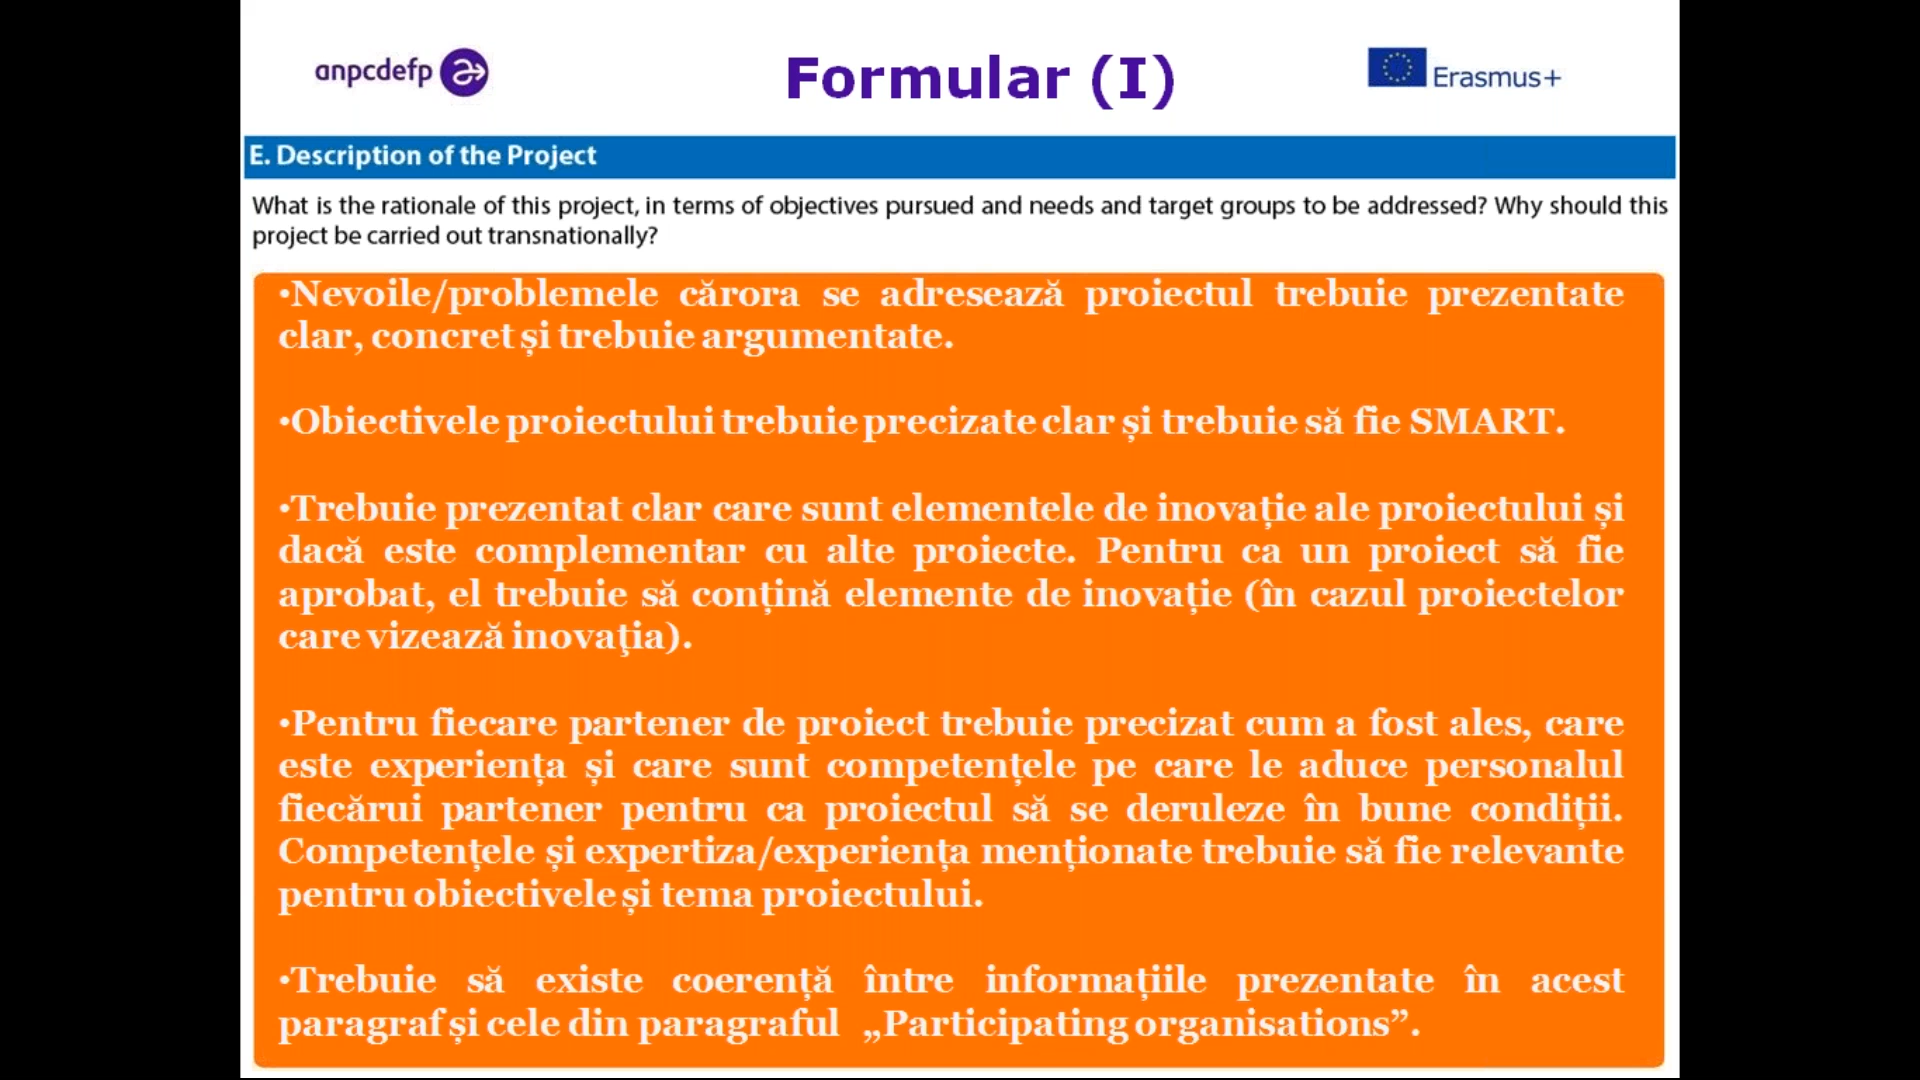 anpcdefp
Formular (I)
Erasmus+
E. Description of the Project
What is the rationale of this project, in terms of objectives pursued and needs and target groups to be addressed? Why should this
project be carried out transnationally?
•Nevoile/problemele cărora se adresează proiectul trebuie prezentate
clar, concret și trebuie argumentate.
•Obiectivele proiectului trebuie precizate clar și trebuie să fie SMART.
•Trebuie prezentat clar care sunt elementele de inovație ale proiectului și
dacă este complementar cu alte proiecte. Pentru ca un proiect să fie
aprobat, el trebuie să conțină elemente de inovație (în cazul proiectelor
care vizează inovaţia).
•Pentru fiecare partener de proiect trebuie precizat cum a fost ales, care
este experiența și care sunt competențele pe care le aduce personalul
fiecărui partener pentru ca proiectul să se deruleze în bune condiții.
Competențele și expertiza/experiența menționate trebuie să fie relevante
pentru obiectivele și tema proiectului.
•Trebuie să existe coerență între informațiile prezentate în acest
paragraf și cele din paragraful „Participating organisations”.